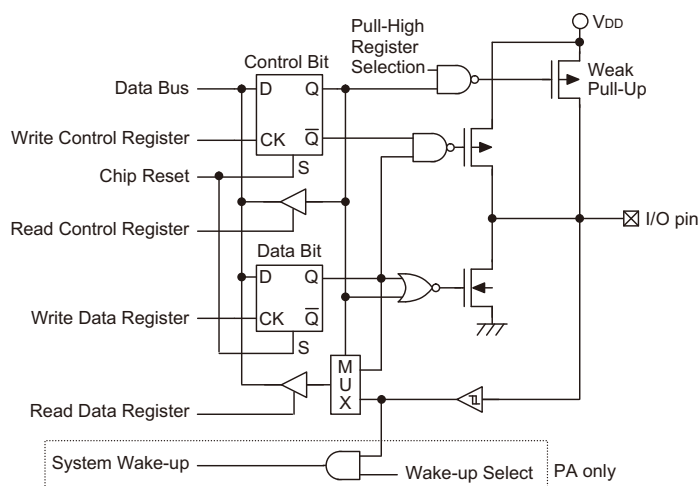 VDD
Pull-High
Register
Selection
Control Bit
Weak
Pull-Up
Data Bus
D
Q
Write Control Register
CK
Q
Chip Reset
S
I/O pin
Read Control Register
Data Bit
D
Q
Write Data Register
CK
Q
S
M
U
X
Read Data Register
System Wake-up
Wake-up Select
PA only